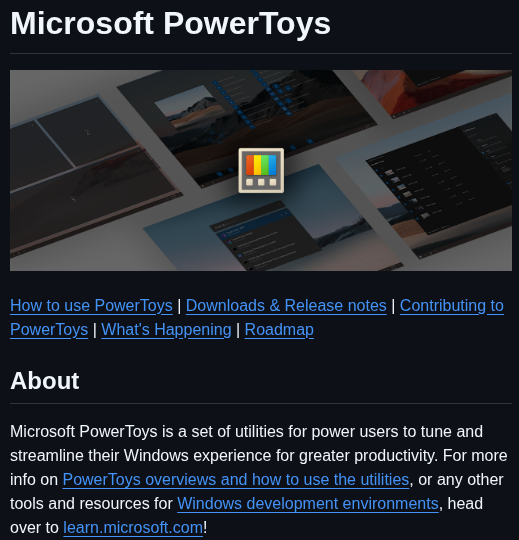 Microsoft PowerToys
How to use PowerToys | Downloads & Release notes | Contributing to
PowerToys | What's Happening | Roadmap
About
Microsoft PowerToys is a set of utilities for power users to tune and
streamline their Windows experience for greater productivity. For more
info on PowerToys overviews and how to use the utilities, or any other
tools and resources for Windows development environments, head
over to learn.microsoft.com!